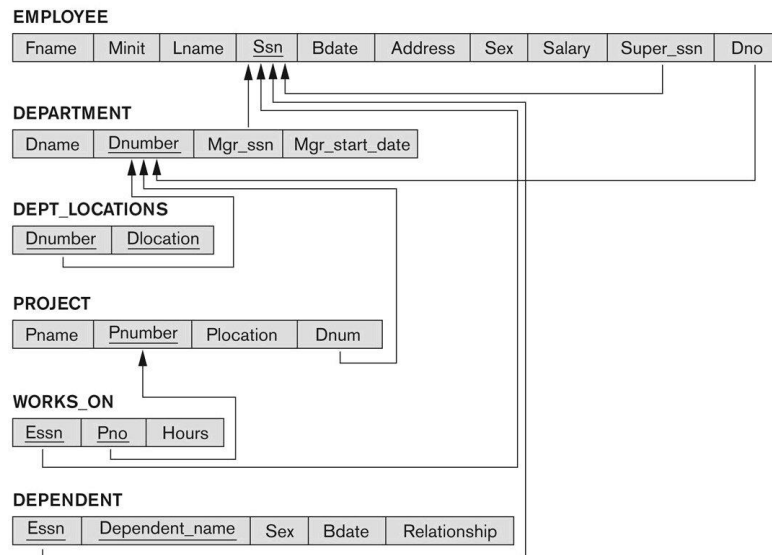 EMPLOYEE
Fname Minit Lname Ssn Bdate Address Sex Salary Super_ssn Dno
DEPARTMENT
Dname Dnumber Mgr_ssn Mgr_start_date
DEPT_LOCATIONS
Dnumber Dlocation
PROJECT
Pname Pnumber Plocation Dnum
WORKS_ON
Essn Pno Hours
DEPENDENT
Essn Dependent_name Sex Bdate Relationship